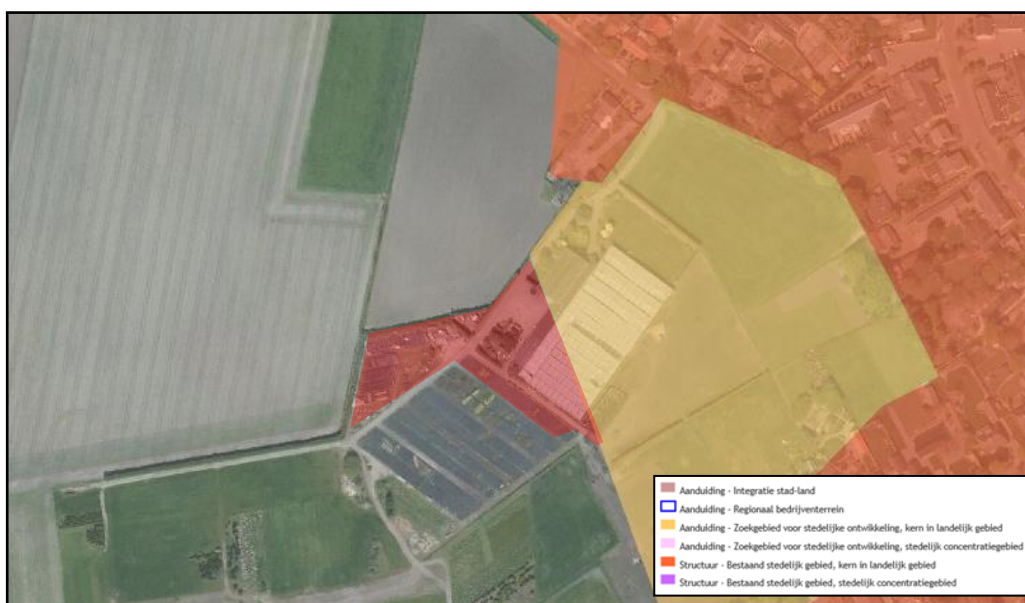 Aanduiding - Integratie stad-land
Aanduiding - Regionaal bedrijventerrein
Aanduiding - Zoekgebied voor stedelijke ontwikkeling, kern in landelijk gebied
Aanduiding - Zoekgebied voor stedelijke ontwikkeling, stedelijk concentratiegebied
Structuur - Bestaand stedelijk gebied, kern in landelijk gebied
Structuur - Bestaand stedelijk gebied, stedelijk concentratiegebied